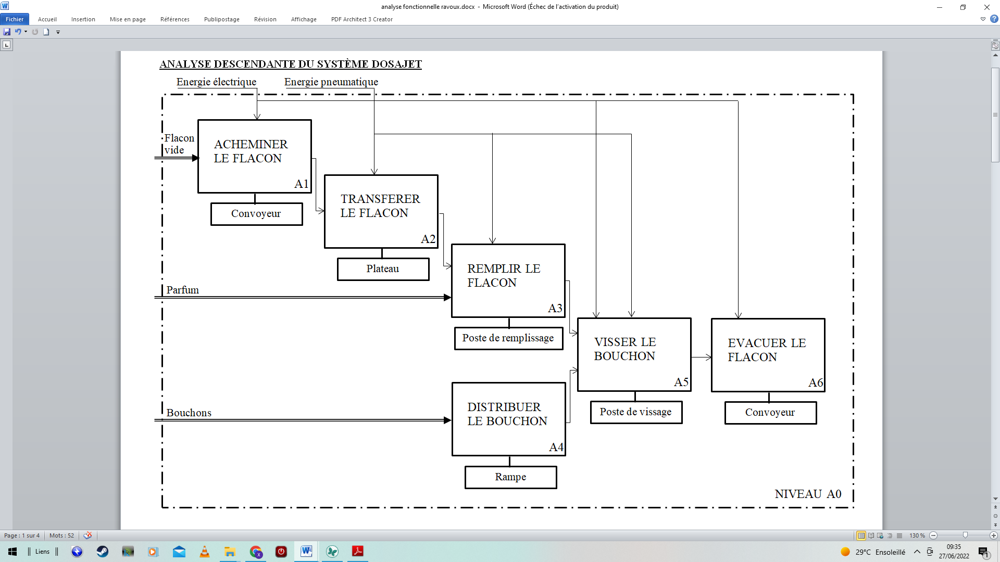 analyse fonctionnelle ravoux.docx - Microsoft Word (Échec de l'activation du produit)
Fichier Accueil Insertion Mise en page Références Publipostage Révision Affichage PDF Architect 3 Creator
ANALYSE DESCENDANTE DU SYSTÈME DOSAJET
Energie électrique Energie pneumatique
Flacon
vide
ACHEMINER
LE FLACON
A1
Convoyeur
TRANSFERER
LE FLACON
A2
Plateau
REMPLIR LE
FLACON
A3
Parfum
Poste de remplissage
VISSER LE
BOUCHON
A5
Poste de vissage
EVACUER LE
FLACON
A6
Convoyeur
Bouchons
DISTRIBUER
LE BOUCHON
A4
Rampe
NIVEAU A0
Page : 1 sur 4 Mots : 52 130 %
Liens 29°C Ensoleillé 09:35
27/06/2022
1